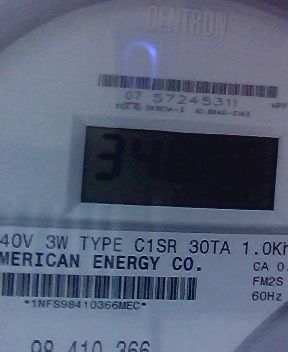 CENTRON
07 57245311
34
40V 3W TYPE C1SR 30TA 1.0Kh
MERICAN ENERGY CO.
CA 0.
FM2S
*1NFS98410366MEC*
60Hz
98 410 366